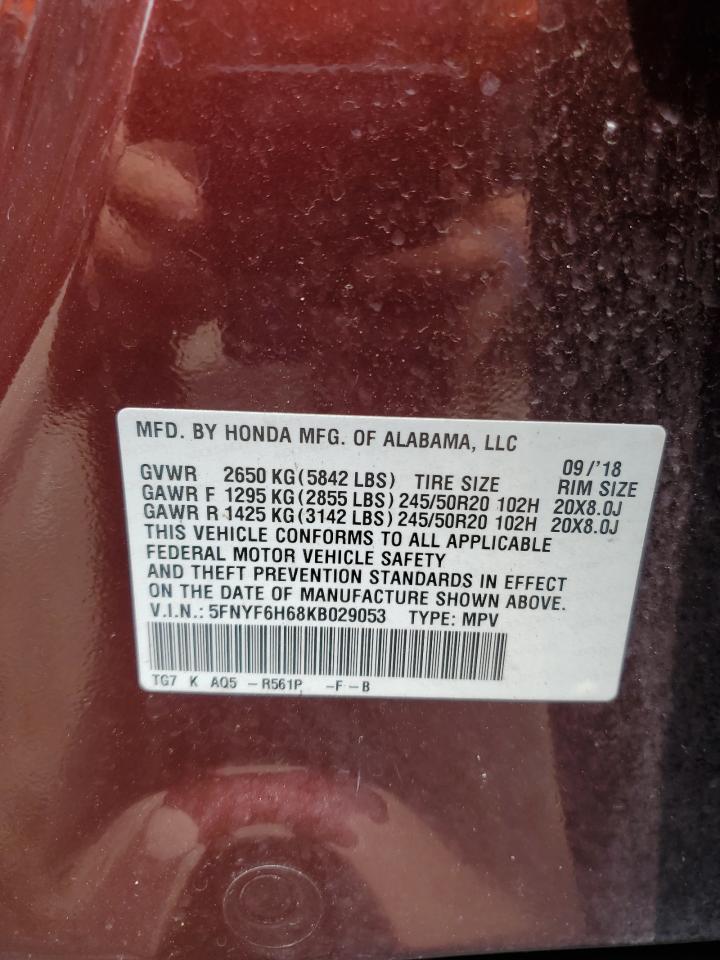 MFD. BY HONDA MFG. OF ALABAMA, LLC
09/'18
GVWR 2650 KG(5842 LBS) TIRE SIZE RIM SIZE
GAWR F 1295 KG(2855 LBS) 245/50R20 102H 20X8.0J
GAWR R 1425 KG(3142 LBS) 245/50R20 102H 20X8.0J
THIS VEHICLE CONFORMS TO ALL APPLICABLE
FEDERAL MOTOR VEHICLE SAFETY
AND THEFT PREVENTION STANDARDS IN EFFECT
ON THE DATE OF MANUFACTURE SHOWN ABOVE.
V.I.N.: 5FNYF6H68KB029053 TYPE: MPV
TG7 K AQ5 -R561P -F-B